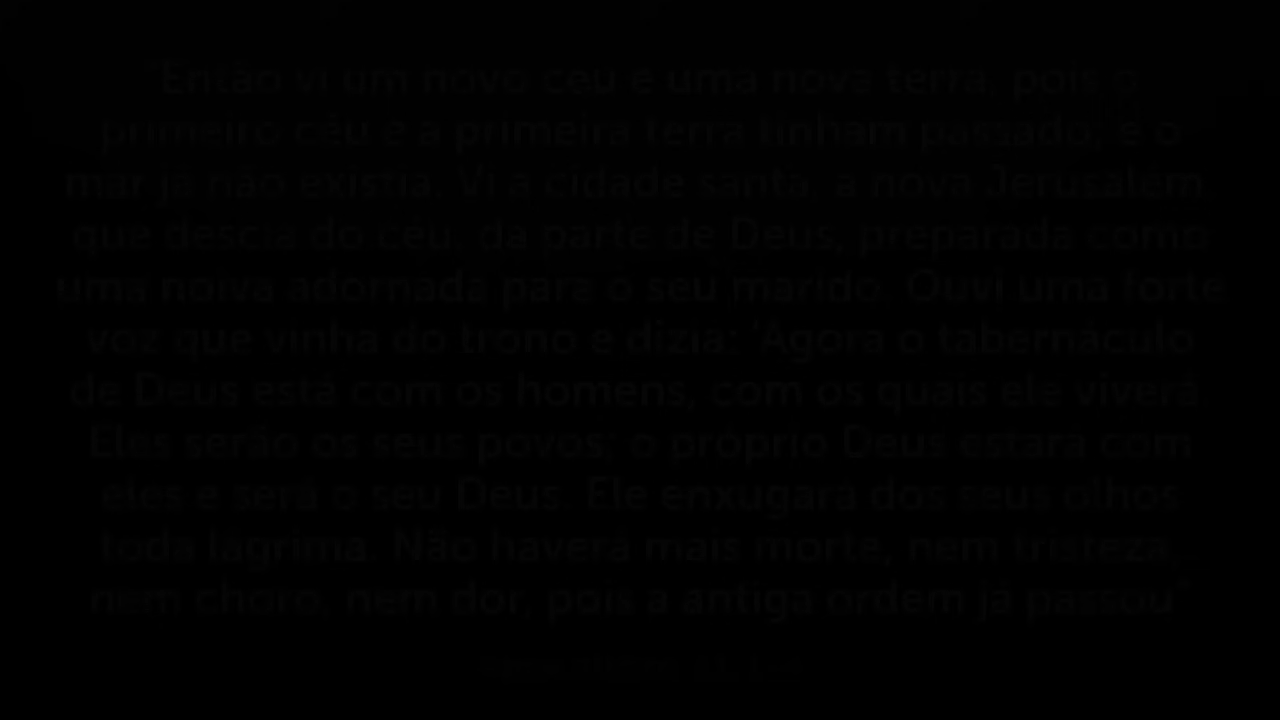 "Então vi um novo céu e uma nova terra, pois o
primeiro céu e a primeira terra tinham passado; e o
mar já não existia. Vi a cidade santa, a nova Jerusalém,
que descia do céu, da parte de Deus, preparada como
uma noiva adornada para o seu marido. Ouvi uma forte
voz que vinha do trono e dizia: 'Agora o tabernáculo
de Deus está com os homens, com os quais ele viverá.
Eles serão os seus povos; o próprio Deus estará com
eles e será o seu Deus. Ele enxugará dos seus olhos
toda lágrima. Não haverá mais morte, nem tristeza,
nem choro, nem dor, pois a antiga ordem já passou"